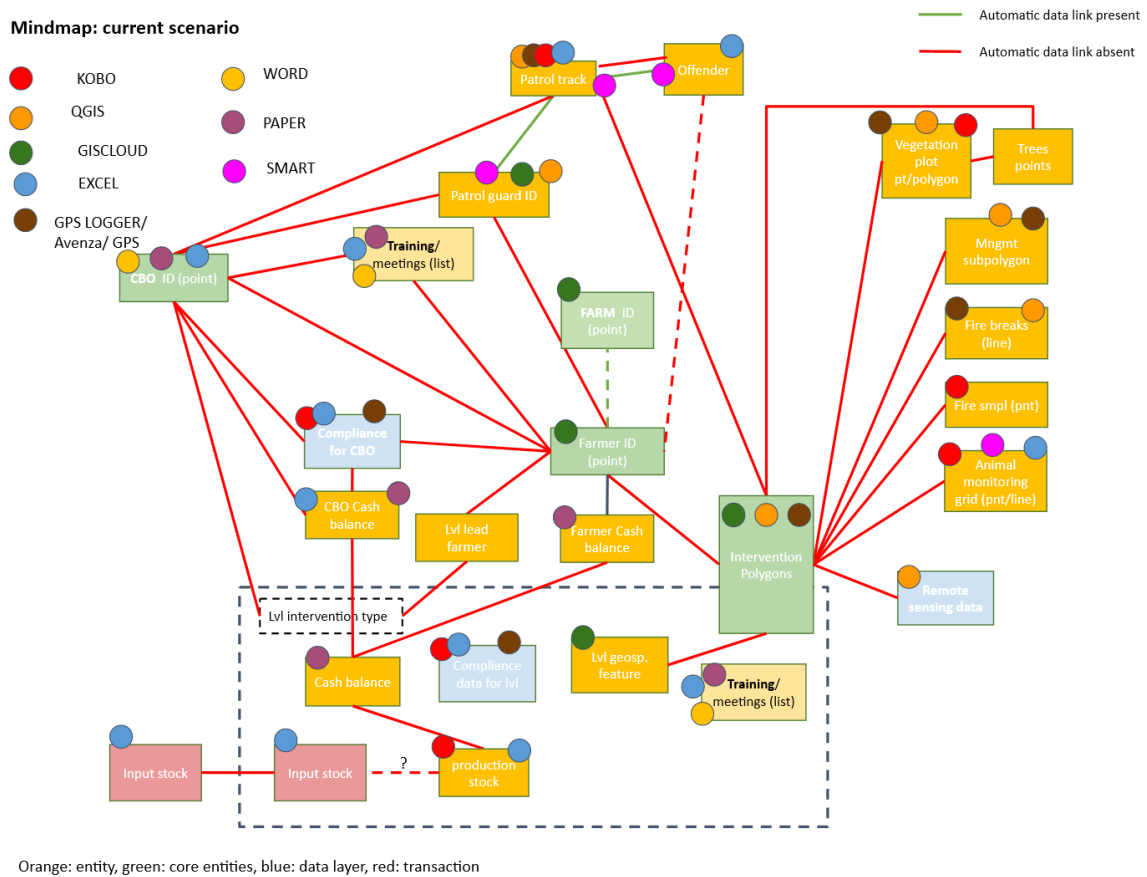 Automatic data link present
Mindmap: current scenario
Automatic data link absent
KOBO
WORD
QGIS
PAPER
GISCLOUD
SMART
EXCEL
GPS LOGGER/
Avenza/ GPS
Patrol track
Offender
Vegetation
plot
pt/polygon
Trees
points
Patrol guard ID
Training/
meetings (list)
CBO ID (point)
Mngmt
subpolygon
FARM ID
(point)
Fire breaks
(line)
Fire smpl (pnt)
Compliance
for CBO
Farmer ID
(point)
Animal
monitoring
grid (pnt/line)
CBO Cash
balance
Lvl lead
farmer
Farmer Cash
balance
Intervention
Polygons
Remote
sensing data
Lvl intervention type
Cash balance
Compliance
data for lvl
Lvl geosp.
feature
Training/
meetings (list)
Input stock
Input stock
?
production
stock
Orange: entity, green: core entities, blue: data layer, red: transaction